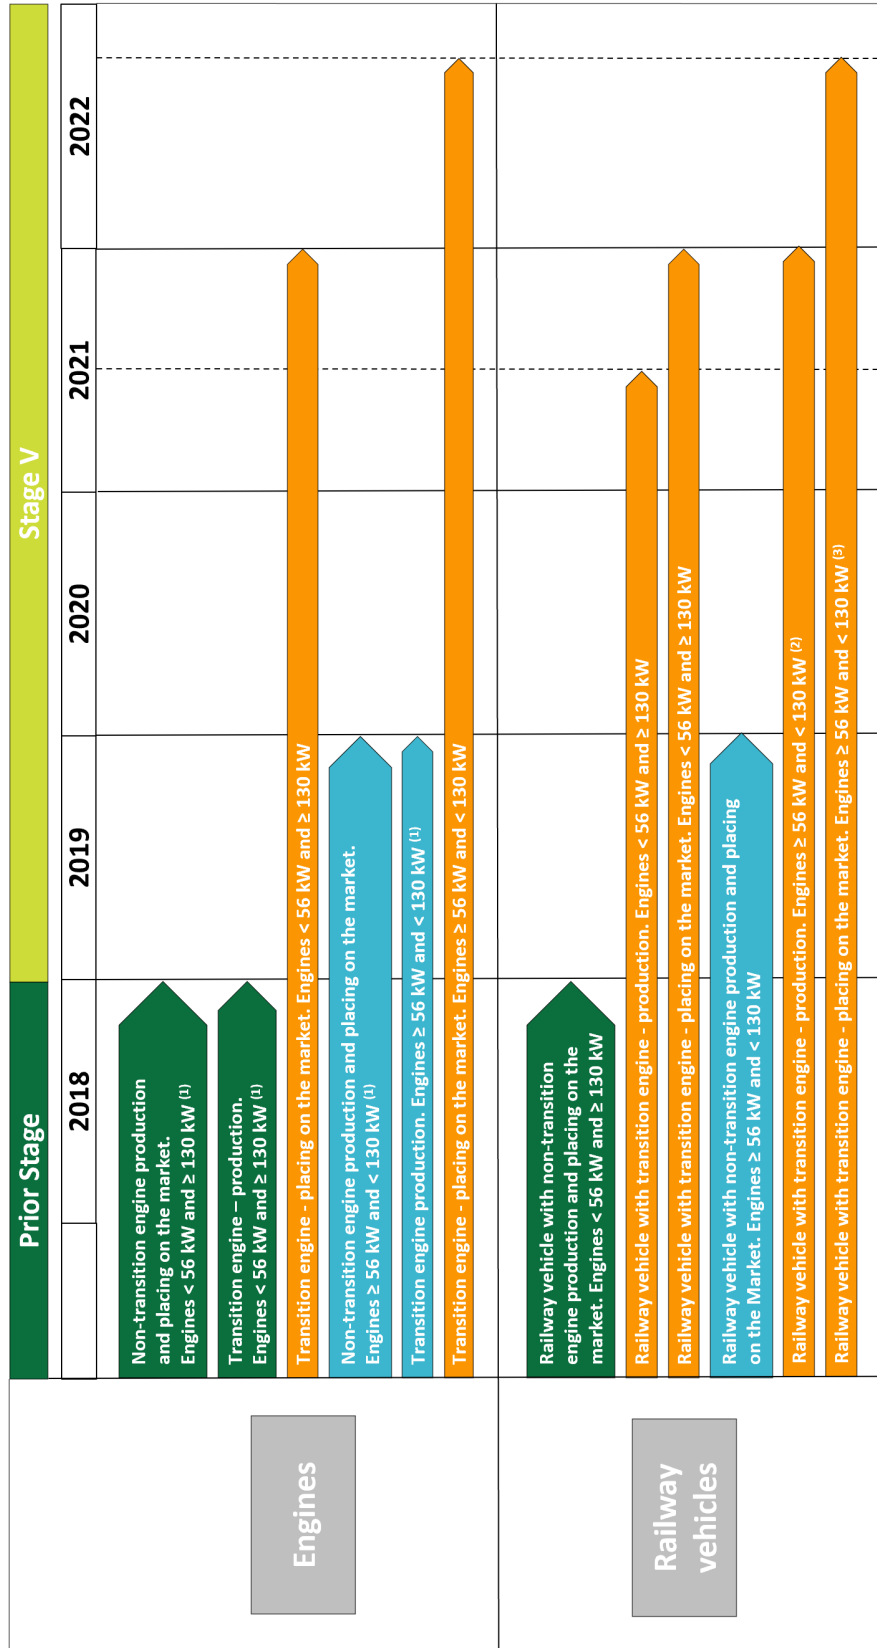 Prior Stage
Stage V
2018
2019
2020
2021
2022
Engines
Non-transition engine production
and placing on the market.
Engines < 56 kW and ≥ 130 kW (1)
Transition engine – production.
Engines < 56 kW and ≥ 130 kW (1)
Transition engine - placing on the market. Engines < 56 kW and ≥ 130 kW
Non-transition engine production and placing on the market.
Engines ≥ 56 kW and < 130 kW (1)
Transition engine production. Engines ≥ 56 kW and < 130 kW (1)
Transition engine - placing on the market. Engines ≥ 56 kW and < 130 kW
Railway
vehicles
Railway vehicle with non-transition
engine production and placing on the
market. Engines < 56 kW and ≥ 130 kW
Railway vehicle with transition engine - production. Engines < 56 kW and ≥ 130 kW
Railway vehicle with transition engine - placing on the market. Engines < 56 kW and ≥ 130 kW
Railway vehicle with non-transition engine production and placing
on the Market. Engines ≥ 56 kW and < 130 kW
Railway vehicle with transition engine - production. Engines ≥ 56 kW and < 130 kW (2)
Railway vehicle with transition engine - placing on the market. Engines ≥ 56 kW and < 130 kW (3)